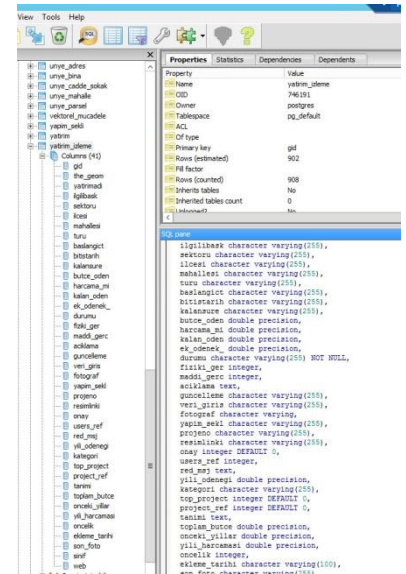 View Tools Help
Properties Statistics Dependencies Dependents
Property Value
Name yatirim_izleme
OID 746191
Owner postgres
Tablespace pg_default
ACL
Of type
Primary key gid
Rows (estimated) 902
Fill factor
Rows (counted) 908
Inherits tables No
Inherited tables count 0
Unlogged? No
unye_adres
unye_bina
unye_cadde_sokak
unye_mahalle
unye_parsel
vektorel_mucadele
yapim_sekli
yatirim
yatirim_izleme
Columns (41)
gid
the_geom
yatirimadi
ilgilibask
sektoru
ilcesi
mahallesi
turu
baslangict
bitistarih
kalansure
butce_oden
harcama_mi
kalan_oden
ek_odenek_
durumu
fiziki_ger
maddi_gerc
aciklama
guncelleme
veri_giris
fotograf
yapim_sekl
projeno
resimlinki
onay
users_ref
red_msj
yili_odenegi
kategori
top_project
project_ref
tanimi
toplam_butce
onceki_yillar
yili_harcamasi
oncelik
ekleme_tarihi
son_foto
sinif
web
SQL pane
ilgilibask character varying(255),
sektoru character varying(255),
ilcesi character varying(255),
mahallesi character varying(255),
turu character varying(255),
baslangict character varying(255),
bitistarih character varying(255),
kalansure character varying(255),
butce_oden double precision,
harcama_mi double precision,
kalan_oden double precision,
ek_odenek_ double precision,
durumu character varying(255) NOT NULL,
fiziki_ger integer,
maddi_gerc integer,
aciklama text,
guncelleme character varying(255),
veri_giris character varying(255),
fotograf character varying,
yapim_sekl character varying(255),
projeno character varying(255),
resimlinki character varying(255),
onay integer DEFAULT 0,
users_ref integer,
red_msj text,
yili_odenegi double precision,
kategori character varying(255),
top_project integer DEFAULT 0,
project_ref integer DEFAULT 0,
tanimi text,
toplam_butce double precision,
onceki_yillar double precision,
yili_harcamasi double precision,
oncelik integer,
ekleme_tarihi character varying(100),
son_foto character varying(255)